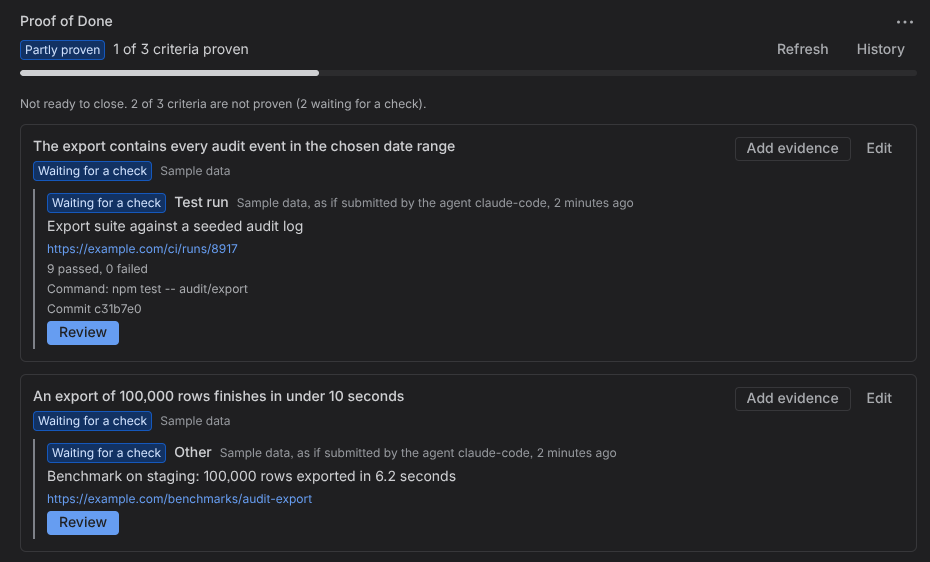 Proof of Done
Partly proven 1 of 3 criteria proven
Refresh History
Not ready to close. 2 of 3 criteria are not proven (2 waiting for a check).
The export contains every audit event in the chosen date range
Add evidence Edit
Waiting for a check Sample data
Waiting for a check Test run Sample data, as if submitted by the agent claude-code, 2 minutes ago
Export suite against a seeded audit log
https://example.com/ci/runs/8917
9 passed, 0 failed
Command: npm test -- audit/export
Commit c31b7e0
Review
An export of 100,000 rows finishes in under 10 seconds
Add evidence Edit
Waiting for a check Sample data
Waiting for a check Other Sample data, as if submitted by the agent claude-code, 2 minutes ago
Benchmark on staging: 100,000 rows exported in 6.2 seconds
https://example.com/benchmarks/audit-export
Review